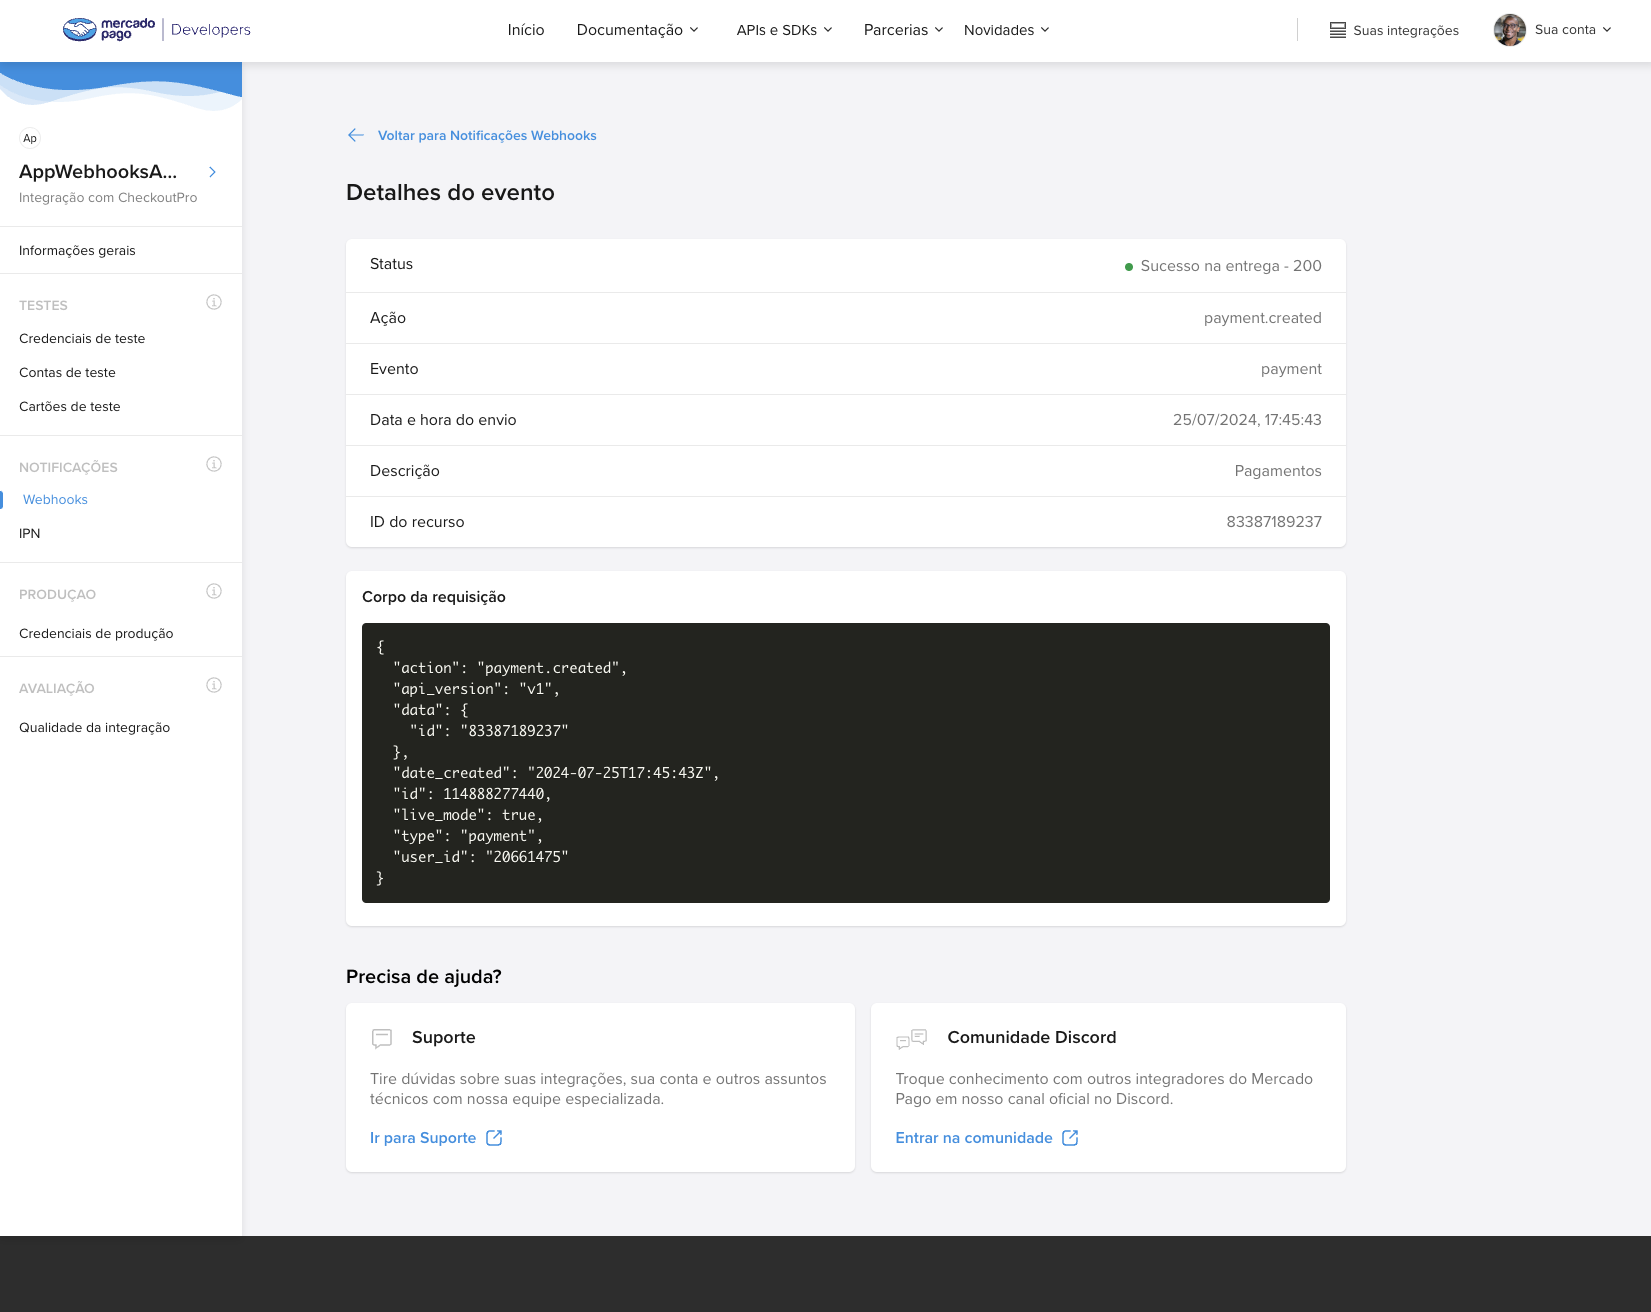 mercado pago | Developers
Início
Documentação
APIs e SDKs
Parcerias
Novidades
Suas integrações
Sua conta
Ap
AppWebhooksA...
Integração com CheckoutPro
Informações gerais
TESTES
Credenciais de teste
Contas de teste
Cartões de teste
NOTIFICAÇÕES
Webhooks
IPN
PRODUÇAO
Credenciais de produção
AVALIAÇÃO
Qualidade da integração
Voltar para Notificações Webhooks
Detalhes do evento
Status Sucesso na entrega - 200
Ação payment.created
Evento payment
Data e hora do envio 25/07/2024, 17:45:43
Descrição Pagamentos
ID do recurso 83387189237
Corpo da requisição
{
  "action": "payment.created",
  "api_version": "v1",
  "data": {
    "id": "83387189237"
  },
  "date_created": "2024-07-25T17:45:43Z",
  "id": 114888277440,
  "live_mode": true,
  "type": "payment",
  "user_id": "20661475"
}
Precisa de ajuda?
Suporte
Tire dúvidas sobre suas integrações, sua conta e outros assuntos
técnicos com nossa equipe especializada.
Ir para Suporte
Comunidade Discord
Troque conhecimento com outros integradores do Mercado
Pago em nosso canal oficial no Discord.
Entrar na comunidade